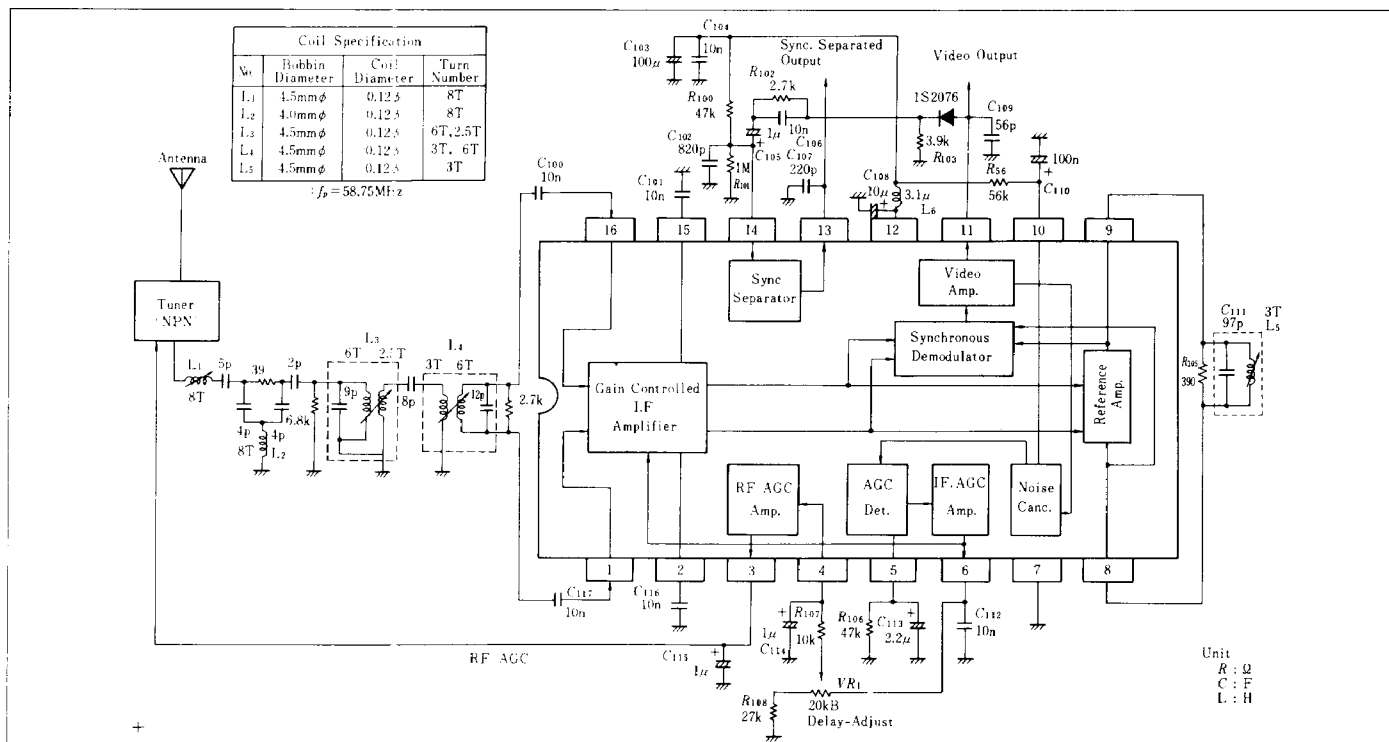 Coil Specification
No. Bobbin Diameter Coil Diameter Turn Number
L1 4.5mmφ 0.12φ 8T
L2 4.0mmφ 0.12φ 8T
L3 4.5mmφ 0.12φ 6T, 2.5T
L4 4.5mmφ 0.12φ 3T, 6T
L5 4.5mmφ 0.12φ 3T
: fp = 58.75MHz
Antenna
Tuner
"NPN"
L1
8T
5p
39
2p
4p
4p
8T
L2
6.8k
L3
6T 2.5T
9p
8p
L4
3T 6T
12p
2.7k
C100
10n
C101
10n
C102
820p
C103
100μ
C104
10n
R100
47k
R102
2.7k
1μ
10n
C105
1M
R101
C106
C107
220p
Sync. Separated
Output
Video Output
1S2076
3.9k
R103
C109
56p
C108
10μ
3.1μ
L6
R56
56k
100n
C110
16
15
14
13
12
11
10
9
Sync
Separator
Video
Amp.
Synchronous
Demodulator
Gain Controlled
I.F
Amplifier
Reference
Amp.
RF AGC
Amp.
AGC
Det.
IF. AGC
Amp.
Noise
Canc.
C111
97p
3T
L5
R105
390
1
2
3
4
5
6
7
8
C117
10n
C116
10n
RF AGC
C115
1μ
1μ
C114
R107
10k
R106
47k
C113
2.2μ
C112
10n
R108
27k
VR1
20kB
Delay-Adjust
Unit
R : Ω
C : F
L : H